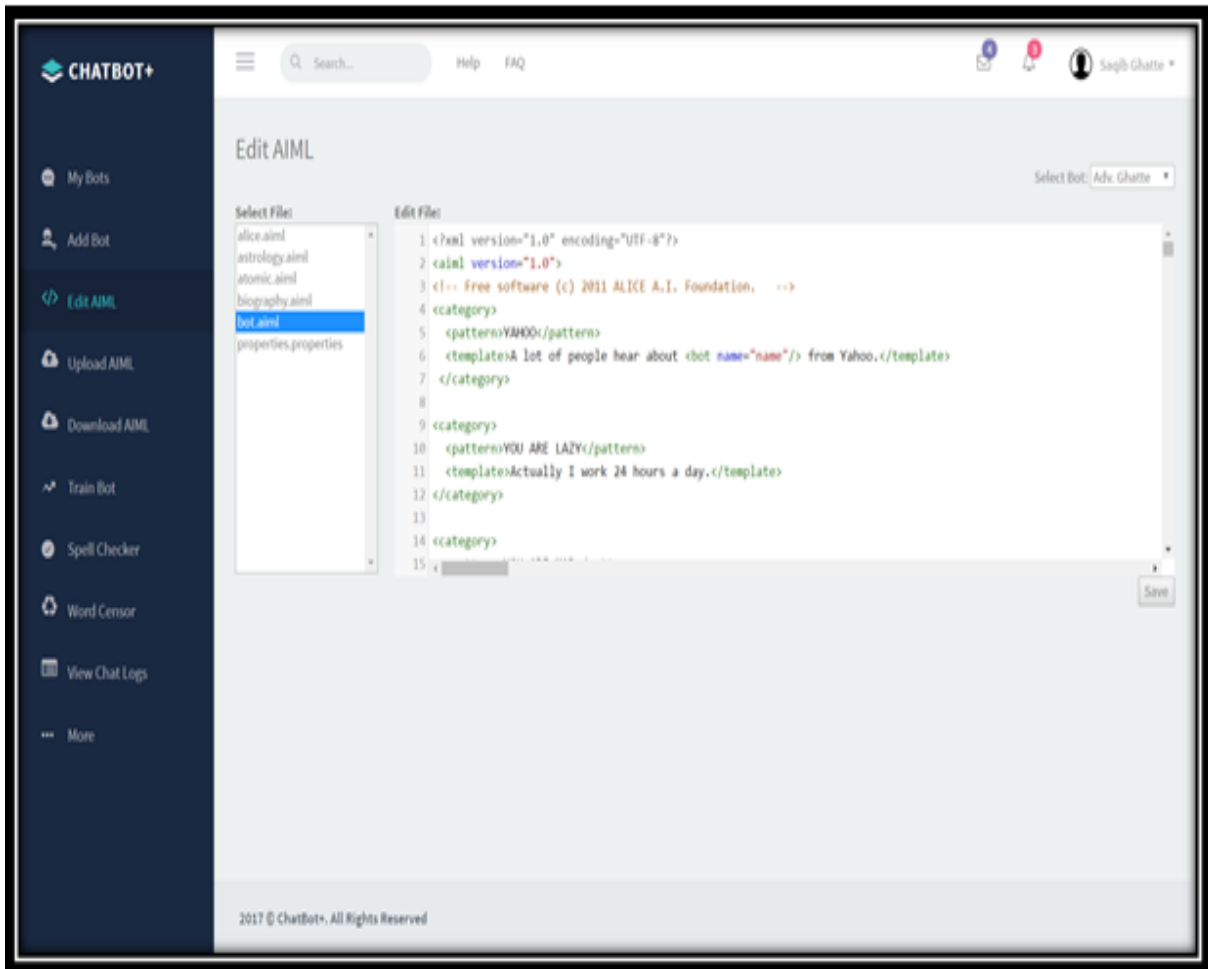 CHATBOT+
Search...
Help
FAQ
4
3
Saqib Ghatte
My Bots
Add Bot
</> Edit AIML
Upload AIML
Download AIML
Train Bot
Spell Checker
Word Censor
View Chat Logs
More
Edit AIML
Select Bot: Adv. Ghatte
Select File:
alice.aiml
astrology.aiml
atomic.aiml
biography.aiml
bot.aiml
properties.properties
Edit File:
1 <?xml version="1.0" encoding="UTF-8"?>
2 <aiml version="1.0">
3 <!-- Free software (c) 2011 ALICE A.I. Foundation. -->
4 <category>
5 <pattern>YAHOO</pattern>
6 <template>A lot of people hear about <bot name="name"/> from Yahoo.</template>
7 </category>
8
9 <category>
10 <pattern>YOU ARE LAZY</pattern>
11 <template>Actually I work 24 hours a day.</template>
12 </category>
13
14 <category>
15
Save
2017 © ChatBot+. All Rights Reserved